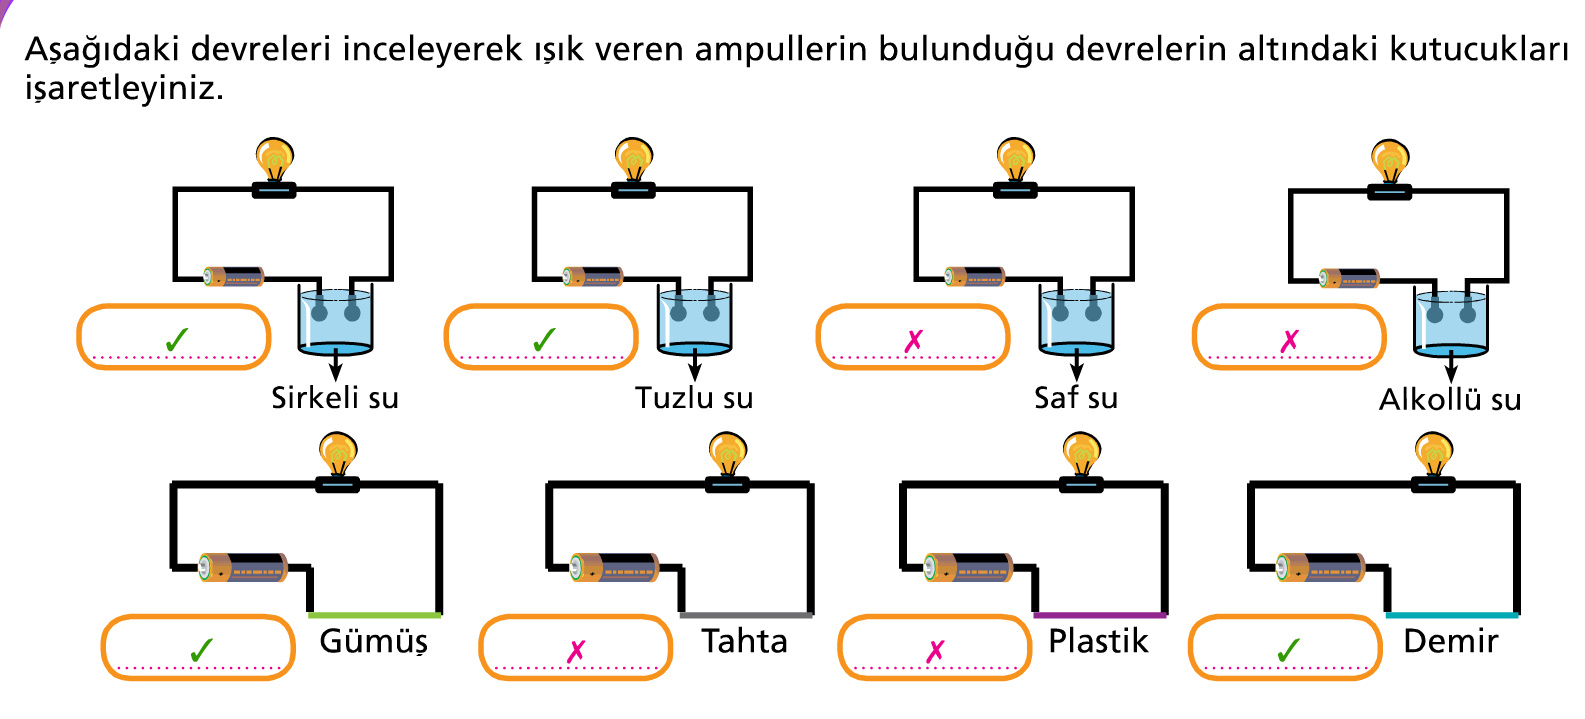 Aşağıdaki devreleri inceleyerek ışık veren ampullerin bulunduğu devrelerin altındaki kutucukları
işaretleyiniz.
✓ ✓ ✗ ✗
Sirkeli su Tuzlu su Saf su Alkollü su
Gümüş Tahta Plastik Demir
✓ ✗ ✗ ✓